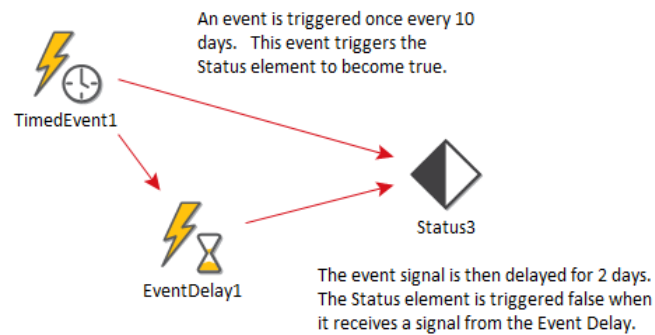 An event is triggered once every 10
days. This event triggers the
Status element to become true.
TimedEvent1
Status3
EventDelay1
The event signal is then delayed for 2 days.
The Status element is triggered false when
it receives a signal from the Event Delay.